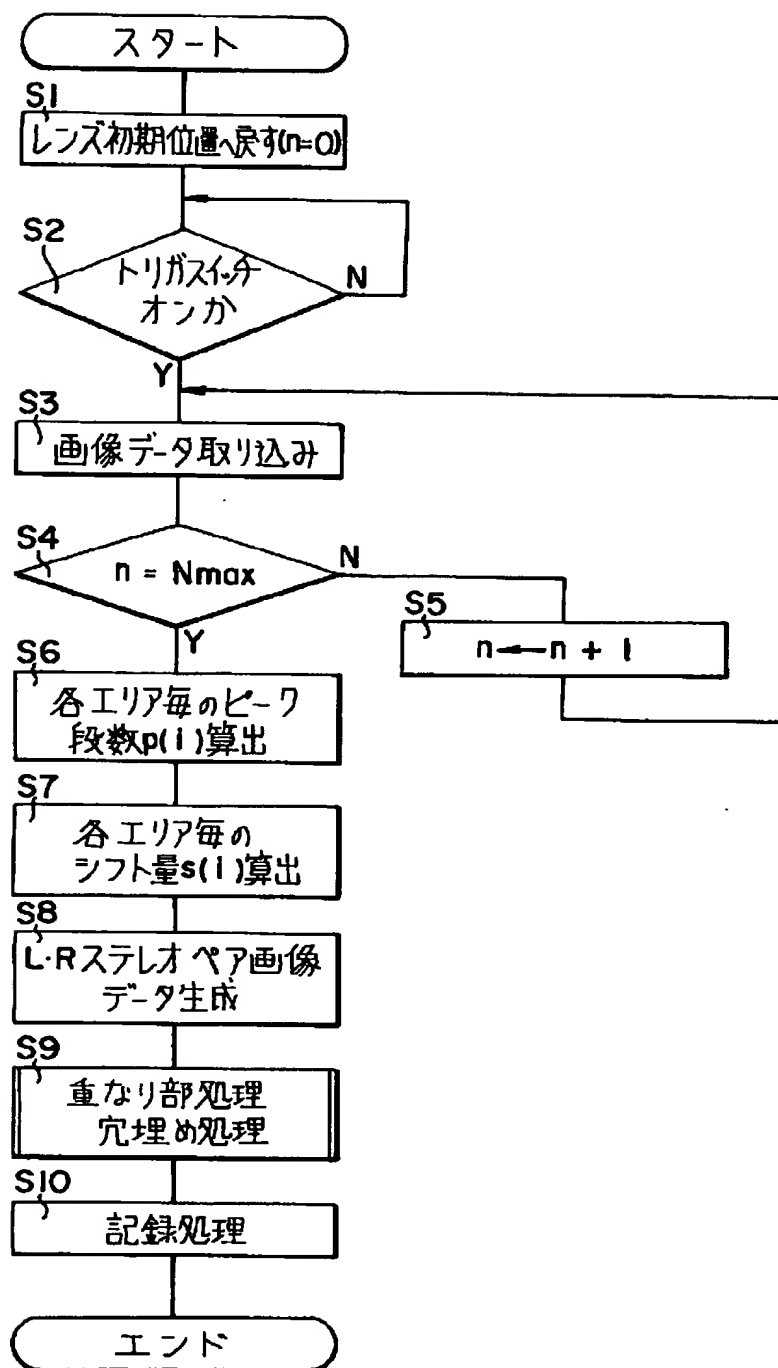 スタート
S1
レンズ初期位置へ戻す(n=0)
S2
トリガスイッチ
オンか
N
Y
S3
画像データ取り込み
S4
n = Nmax
N
S5
n←n + 1
Y
S6
各エリア毎のピーク
段数p(i)算出
S7
各エリア毎の
シフト量s(i)算出
S8
L·Rステレオペア画像
データ生成
S9
重なり部処理
穴埋め処理
S10
記録処理
エンド